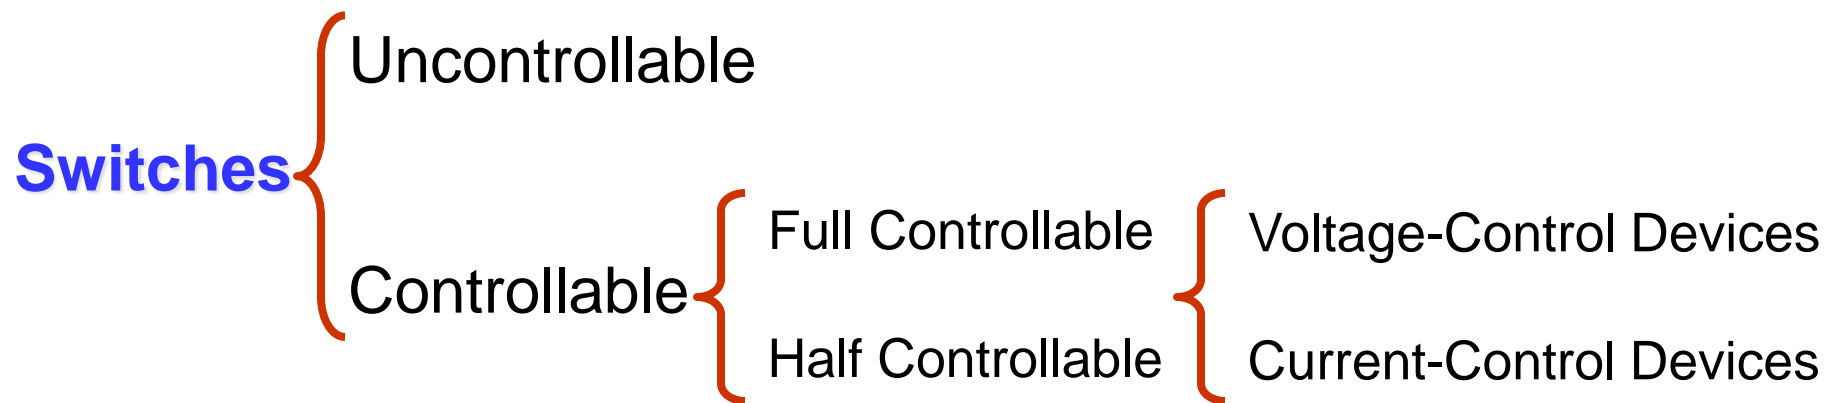 Switches
Uncontrollable
Controllable
Full Controllable
Half Controllable
Voltage-Control Devices
Current-Control Devices